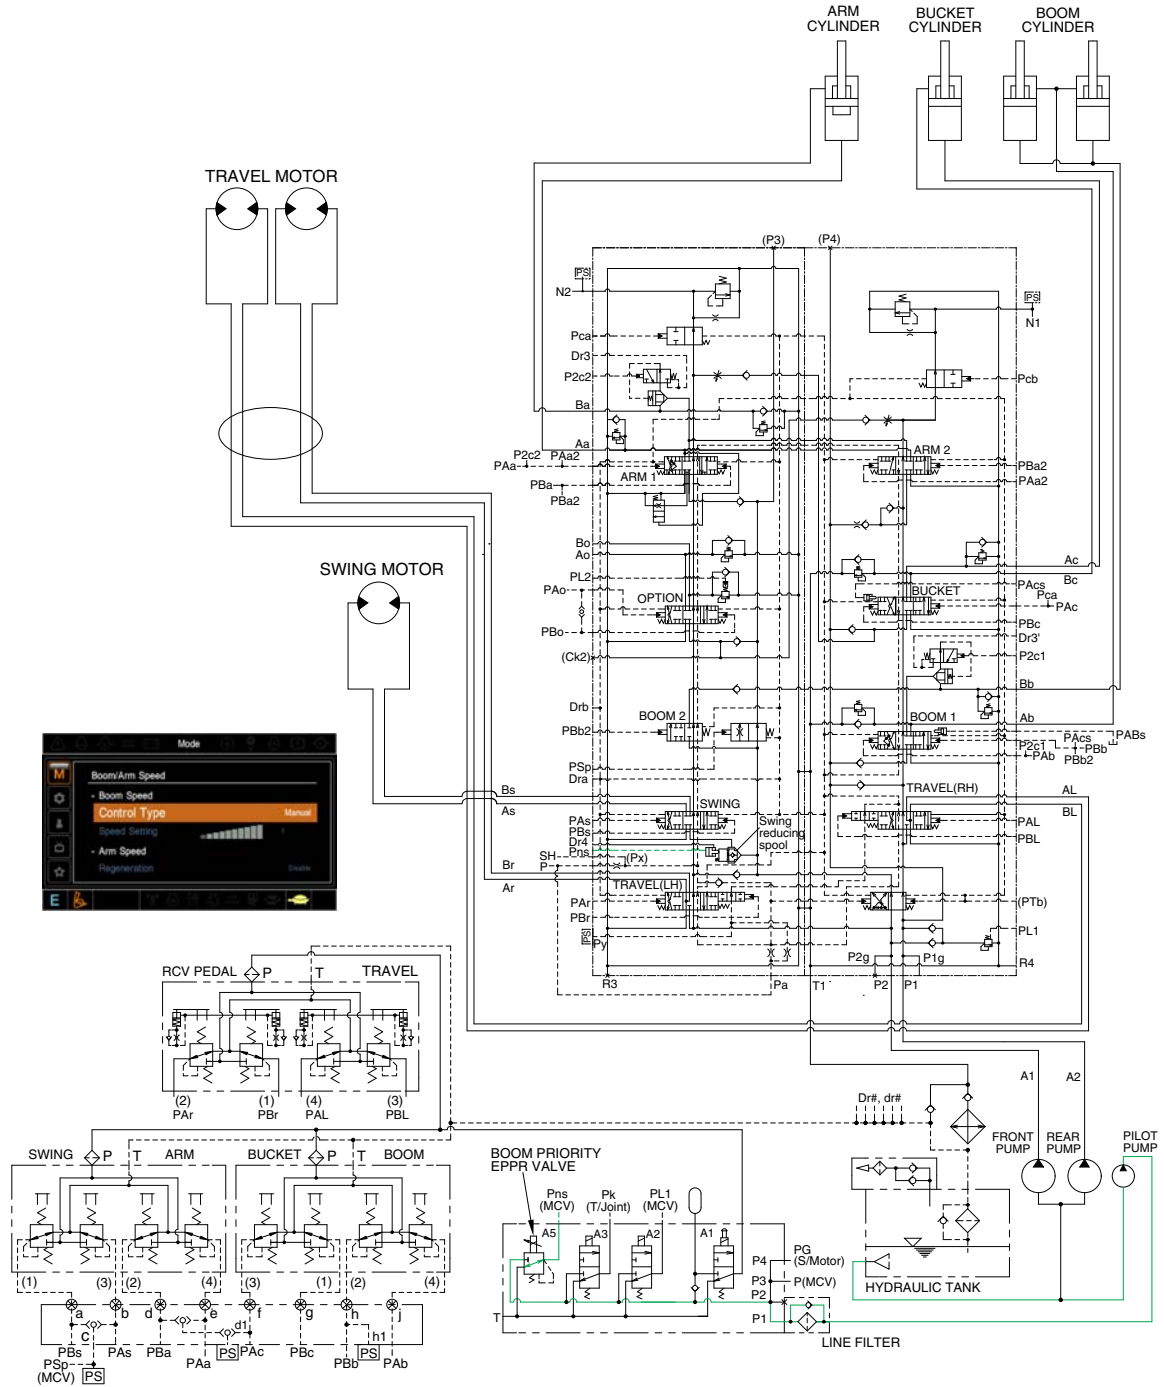 ARM
CYLINDER
BUCKET
CYLINDER
BOOM
CYLINDER
TRAVEL MOTOR
(P3)
(P4)
PS
N2
PS
N1
Pca
Dr3
P2c2
Pcb
Ba
Aa
P2c2
PAa2
PAa
ARM 1
ARM 2
PBa2
PBa
PAa2
PBa2
Bo
Ao
Ac
Bc
SWING MOTOR
PL2
PAcs
PAo
Pca
OPTION
BUCKET
PAc
PBo
PBc
Dr3'
(Ck2)
P2c1
Bb
Drb
Ab
BOOM 2
BOOM 1
PBb2
PAcs
PABs
P2c1
PBb
PAb
PBb2
PSp
Dra
Mode
M
Boom/Arm Speed
- Boom Speed
Control Type
Manual
Speed Setting
- Arm Speed
Regeneration
Disable
E
Bs
As
TRAVEL(RH)
AL
BL
SWING
PAs
PBs
Dr4
Pns
Swing
reducing
spool
PAL
PBL
SH
P
(Px)
Br
Ar
TRAVEL(LH)
PAr
PBr
(PTb)
PS
Py
PL1
Pa
P2g
P1g
R4
R3
T1
P2
P1
RCV PEDAL
P
T
TRAVEL
(2)
(1)
(4)
(3)
PAr
PBr
PAL
PBL
A1
A2
Dr#, dr#
FRONT
PUMP
REAR
PUMP
PILOT
PUMP
SWING
P
T
ARM
BUCKET
P
T
BOOM
BOOM PRIORITY
EPPR VALVE
Pns
(MCV)
Pk
(T/Joint)
PL1
(MCV)
A5
A3
A2
A1
P4
PG
(S/Motor)
P3
P(MCV)
P2
T
P1
HYDRAULIC TANK
LINE FILTER
(1)
(3)
(2)
(4)
(3)
(1)
(2)
(4)
a
b
d
e
f
g
h
j
c
d1
h1
PBs
PAs
PBa
PAa
PS
PAc
PBc
PBb
PS
PAb
PSp
(MCV)
PS